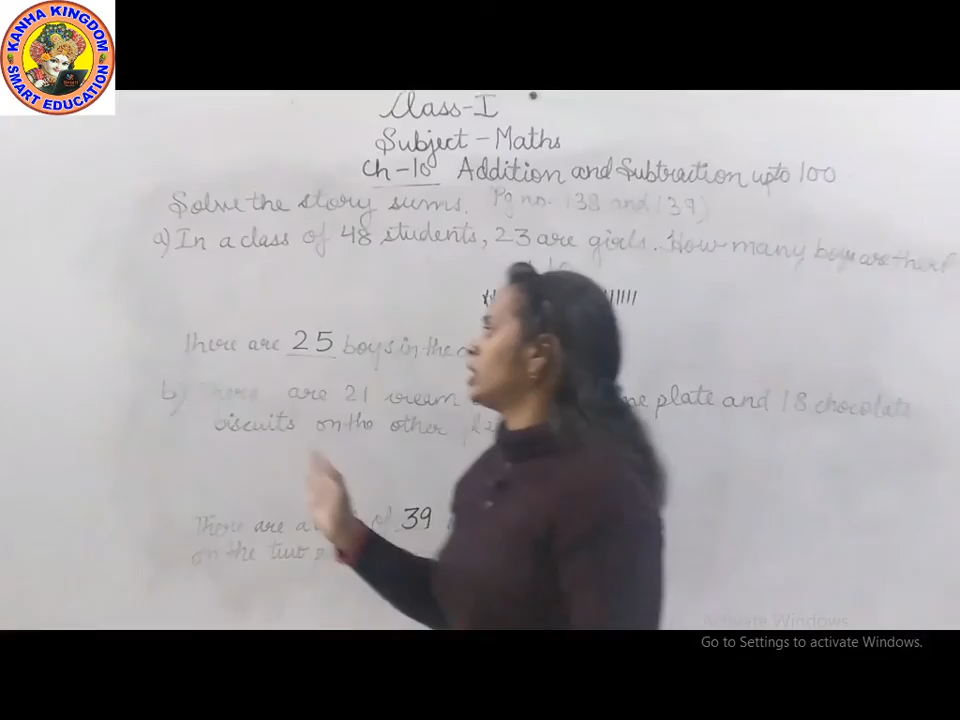 KANHA KINGDOM
SMART EDUCATION
Class-I
Subject - Maths
Ch-10 Addition and Subtraction upto 100
Solve the story sums. (Pg no. 138 and 139)
a) In a class of 48 students, 23 are girls. How many boys are there?
There are 25 boys in the
b) There are 21 cream plate and 18 chocolate
biscuits on the other
There are a of 39
on the two
Activate Windows
Go to Settings to activate Windows.